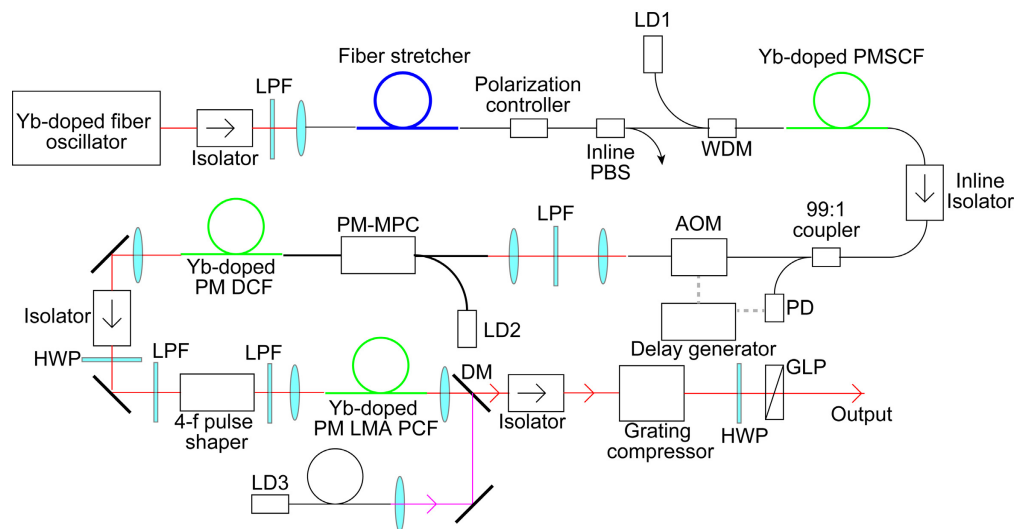 LD1
Fiber stretcher
Yb-doped PMSCF
LPF
Polarization
controller
Yb-doped fiber
oscillator
Isolator
Inline
PBS
WDM
Inline
Isolator
99:1
coupler
LPF
AOM
PM-MPC
Yb-doped
PM DCF
PD
Isolator
LD2
Delay generator
HWP
LPF
LPF
DM
GLP
4-f pulse
shaper
Yb-doped
PM LMA PCF
Isolator
Grating
compressor
HWP
Output
LD3